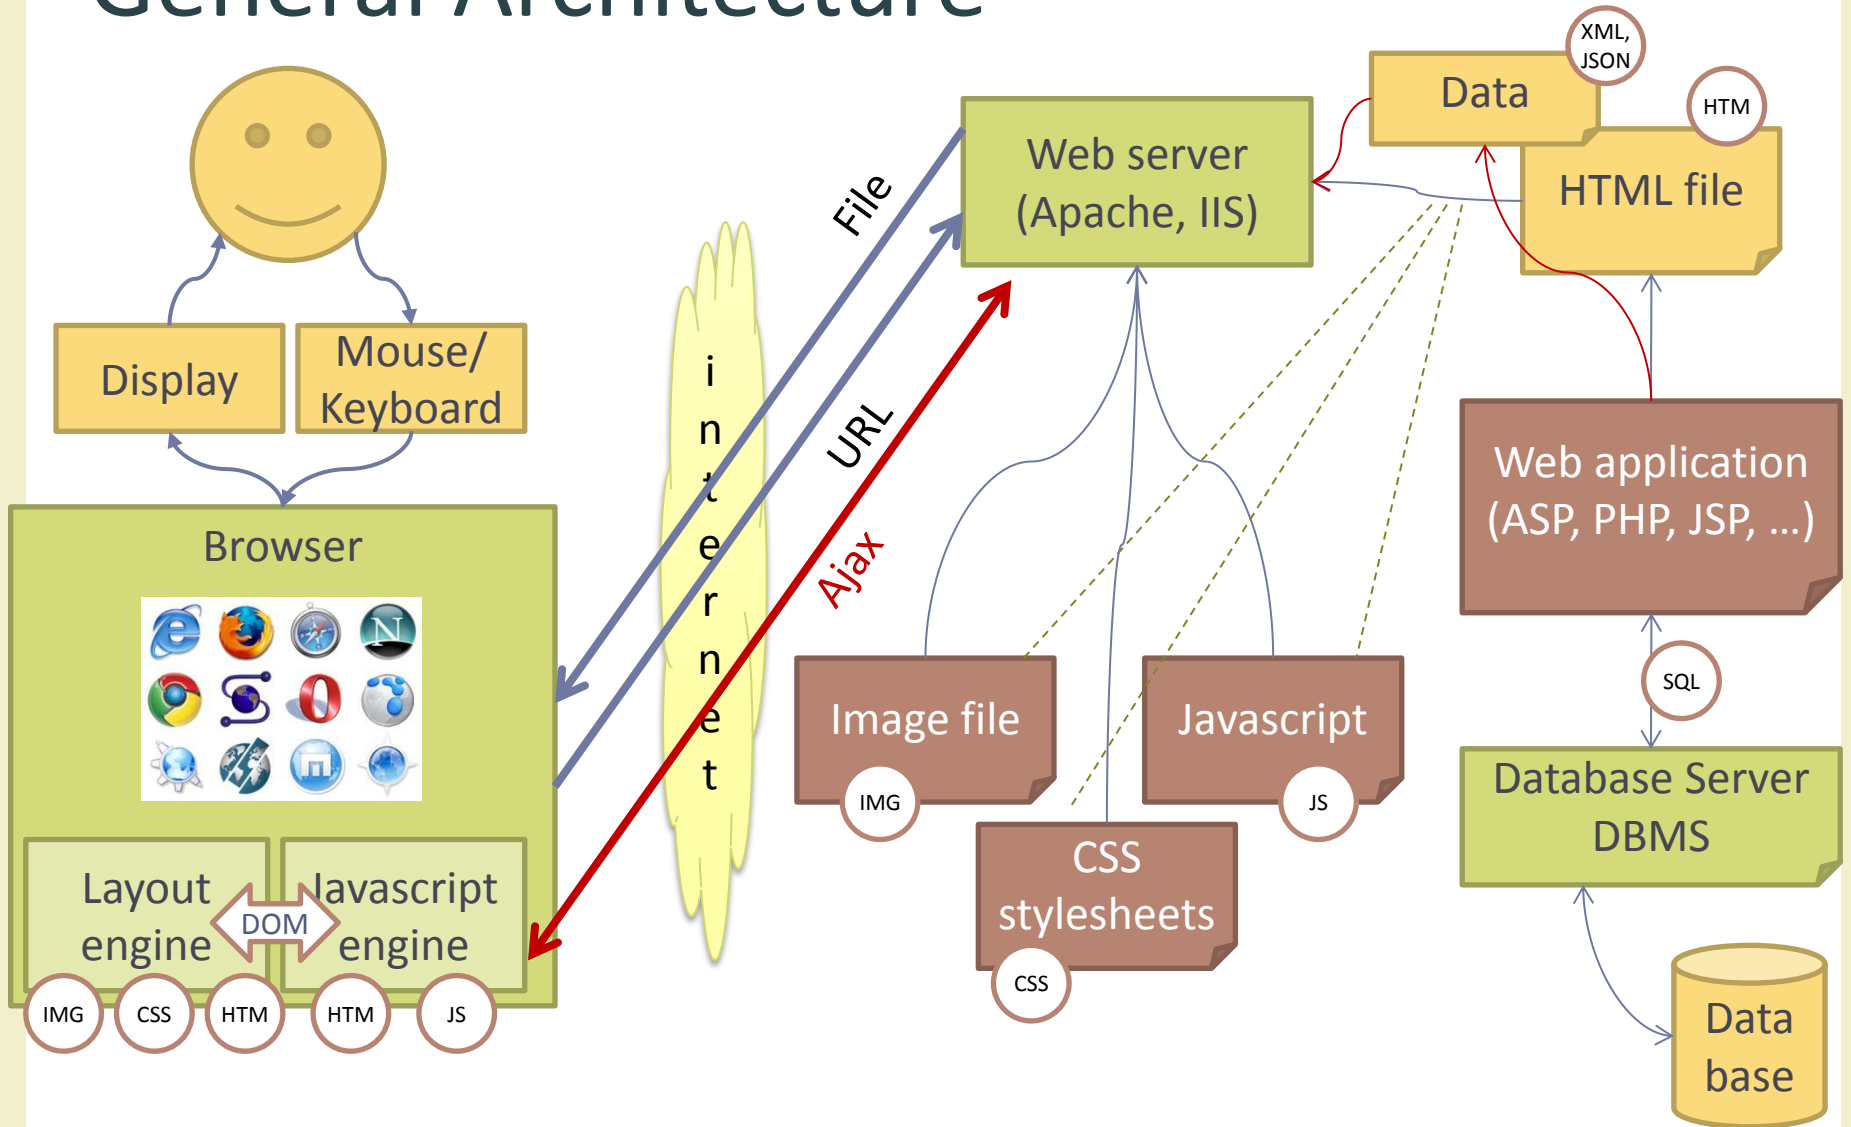 General Architecture
XML,
JSON
Data
HTM
HTML file
Web server
(Apache, IIS)
File
URL
Ajax
i
n
t
e
r
n
e
t
Display
Mouse/
Keyboard
Browser
N
Layout
engine
DOM
Javascript
engine
IMG
CSS
HTM
HTM
JS
Image file
IMG
Javascript
JS
CSS
stylesheets
CSS
Web application
(ASP, PHP, JSP, ...)
SQL
Database Server
DBMS
Data
base